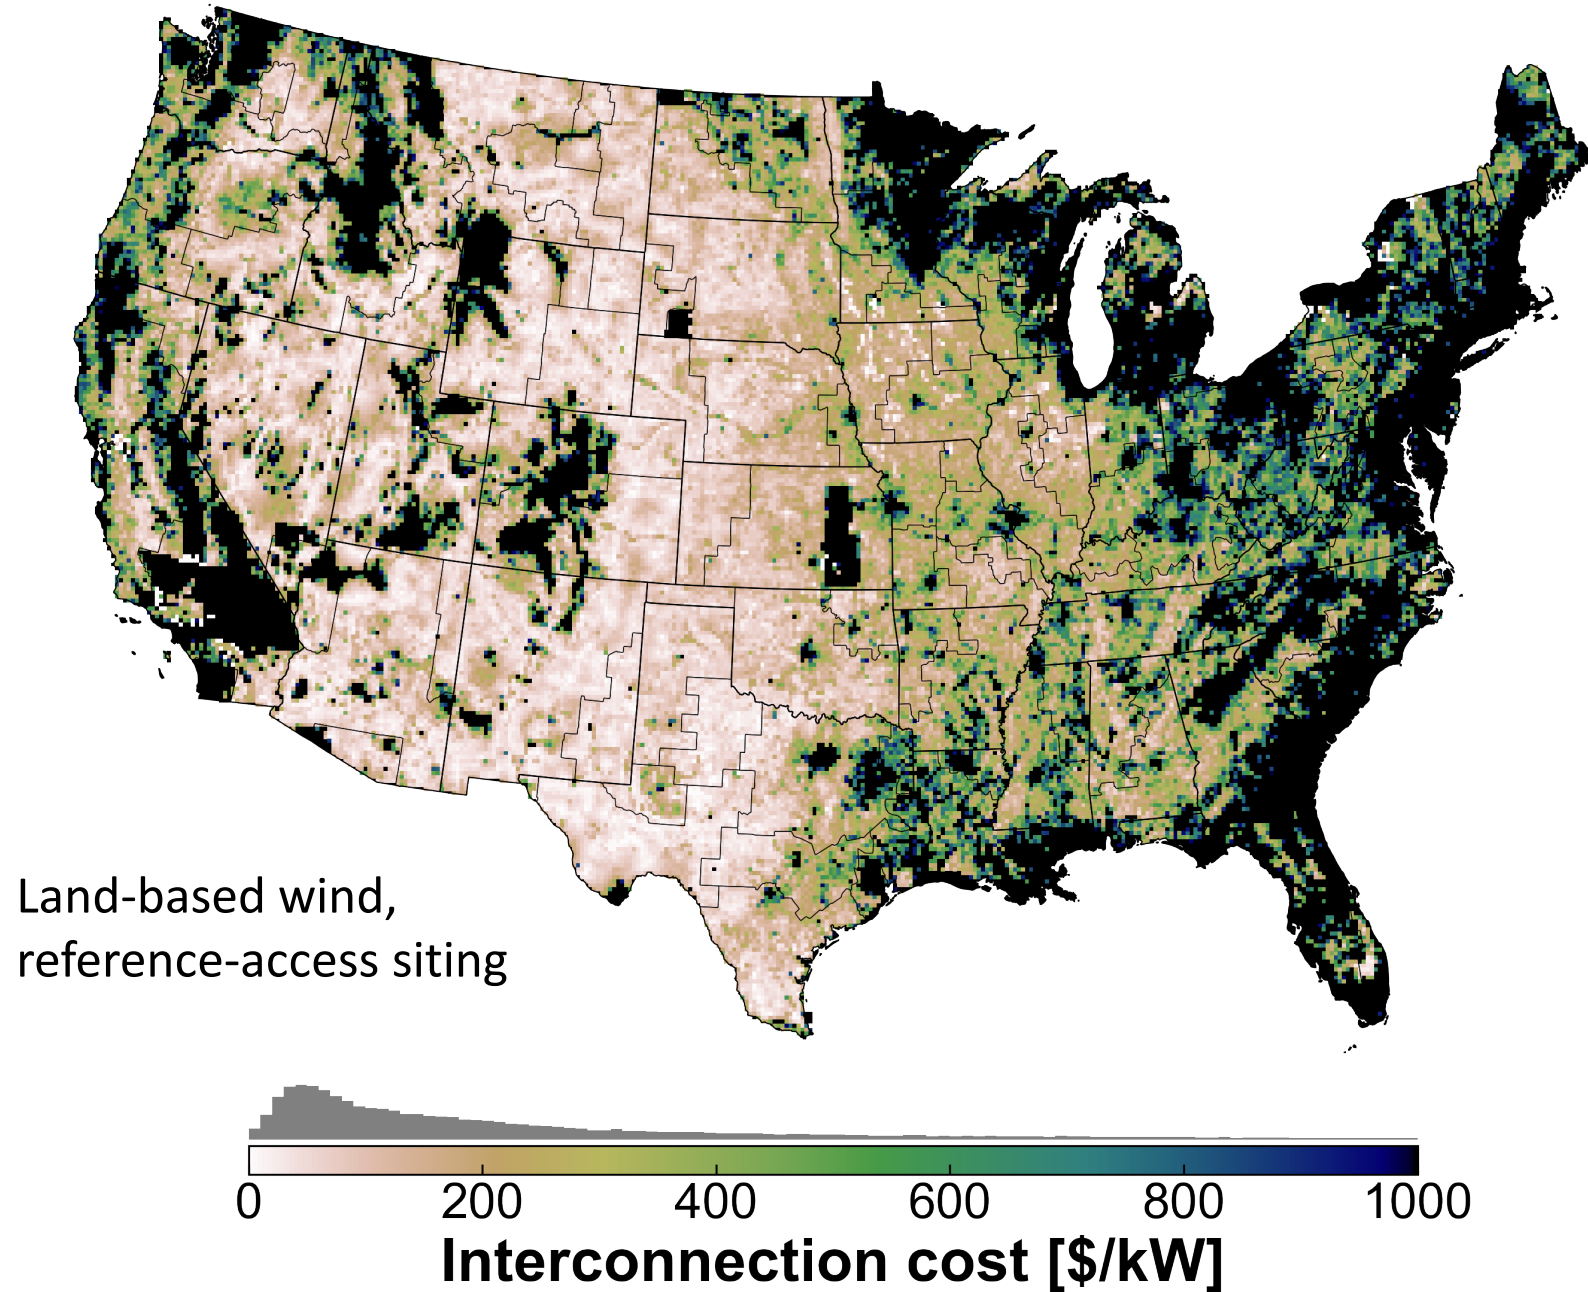 Land-based wind,
reference-access siting
0 200 400 600 800 1000
Interconnection cost [$/kW]